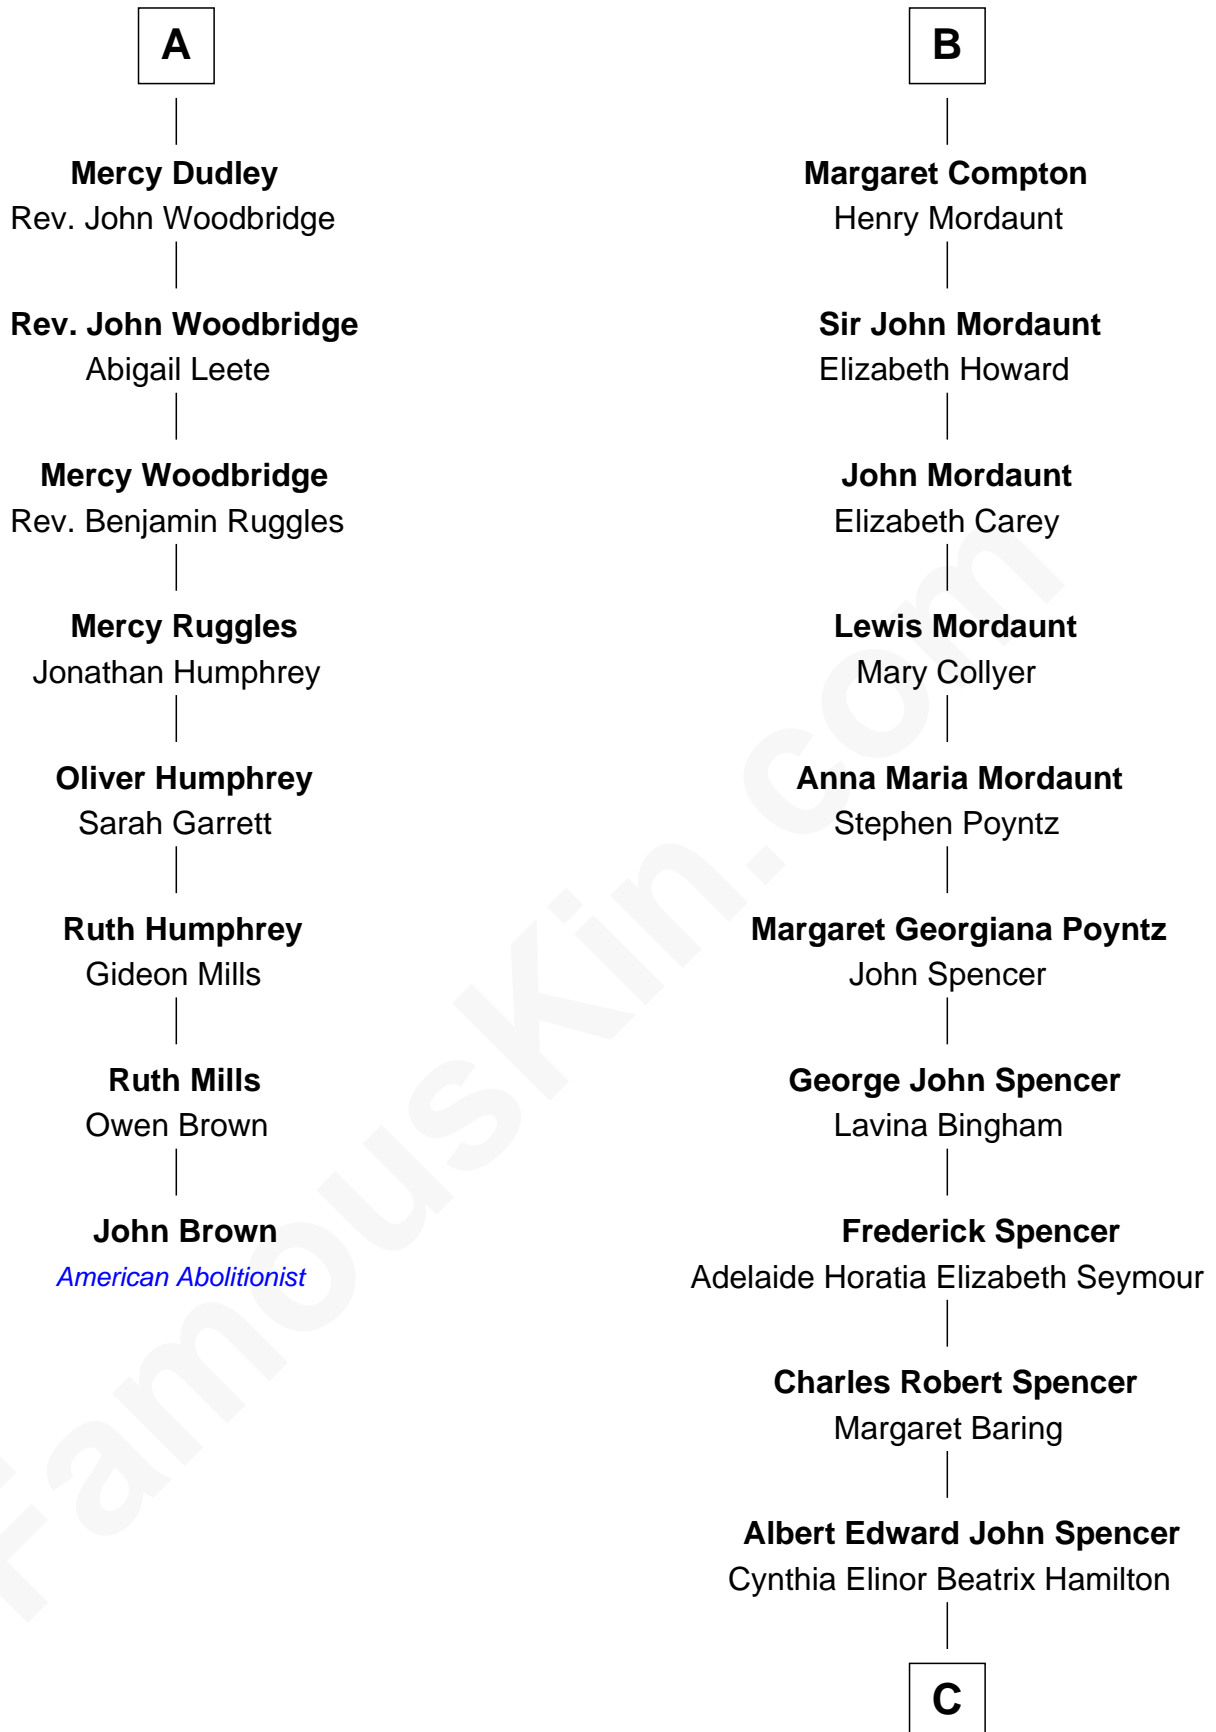 A
Mercy Dudley
Rev. John Woodbridge
Rev. John Woodbridge
Abigail Leete
Mercy Woodbridge
Rev. Benjamin Ruggles
Mercy Ruggles
Jonathan Humphrey
Oliver Humphrey
Sarah Garrett
Ruth Humphrey
Gideon Mills
Ruth Mills
Owen Brown
John Brown
American Abolitionist
B
Margaret Compton
Henry Mordaunt
Sir John Mordaunt
Elizabeth Howard
John Mordaunt
Elizabeth Carey
Lewis Mordaunt
Mary Collyer
Anna Maria Mordaunt
Stephen Poyntz
Margaret Georgiana Poyntz
John Spencer
George John Spencer
Lavina Bingham
Frederick Spencer
Adelaide Horatia Elizabeth Seymour
Charles Robert Spencer
Margaret Baring
Albert Edward John Spencer
Cynthia Elinor Beatrix Hamilton
C
FamousKin.com